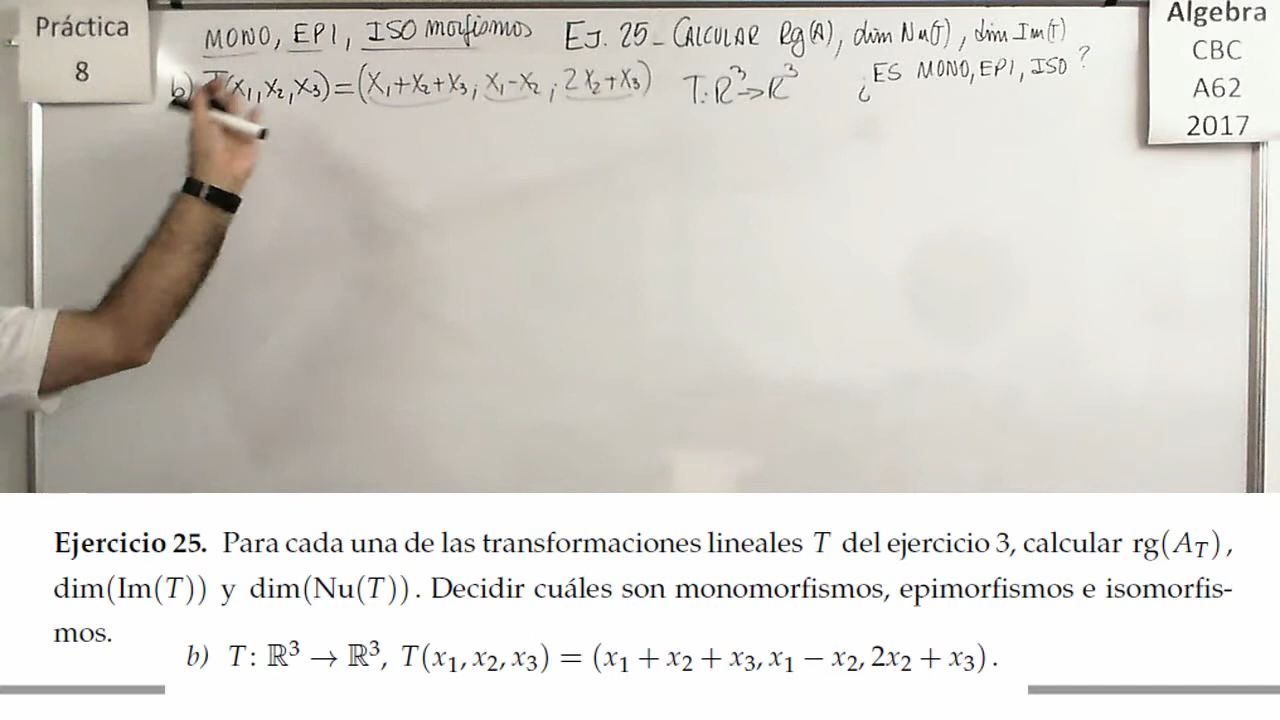 Práctica
8
MONO, EPI, ISO morfismos EJ. 25 - CALCULAR Rg(A), dim Nu(T), dim Im(T)
b) T(x₁,x₂,x₃)=(x₁+x₂+x₃; x₁-x₂; 2x₂+x₃) T:R³→R³ ¿ES MONO, EPI, ISO?
Algebra
CBC
A62
2017
Ejercicio 25. Para cada una de las transformaciones lineales T del ejercicio 3, calcular rg(A_T),
dim(Im(T)) y dim(Nu(T)). Decidir cuáles son monomorfismos, epimorfismos e isomorfis-
mos.
b) T: ℝ³ → ℝ³, T(x₁, x₂, x₃) = (x₁ + x₂ + x₃, x₁ − x₂, 2x₂ + x₃).